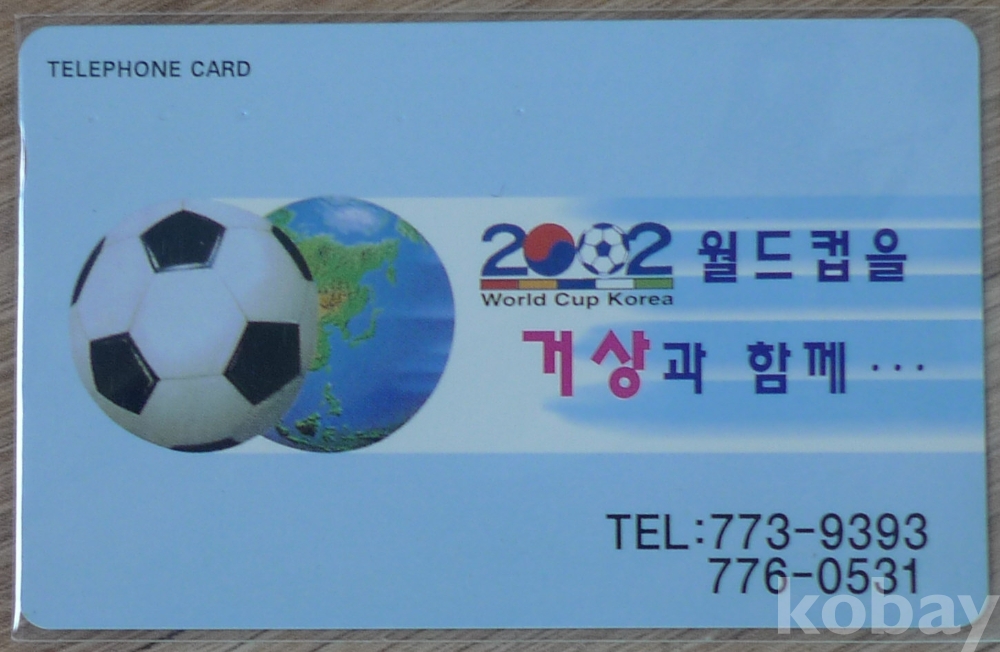 TELEPHONE CARD
2002 월드컵을
World Cup Korea
거상과 함께...
TEL:773-9393
776-0531
kobay